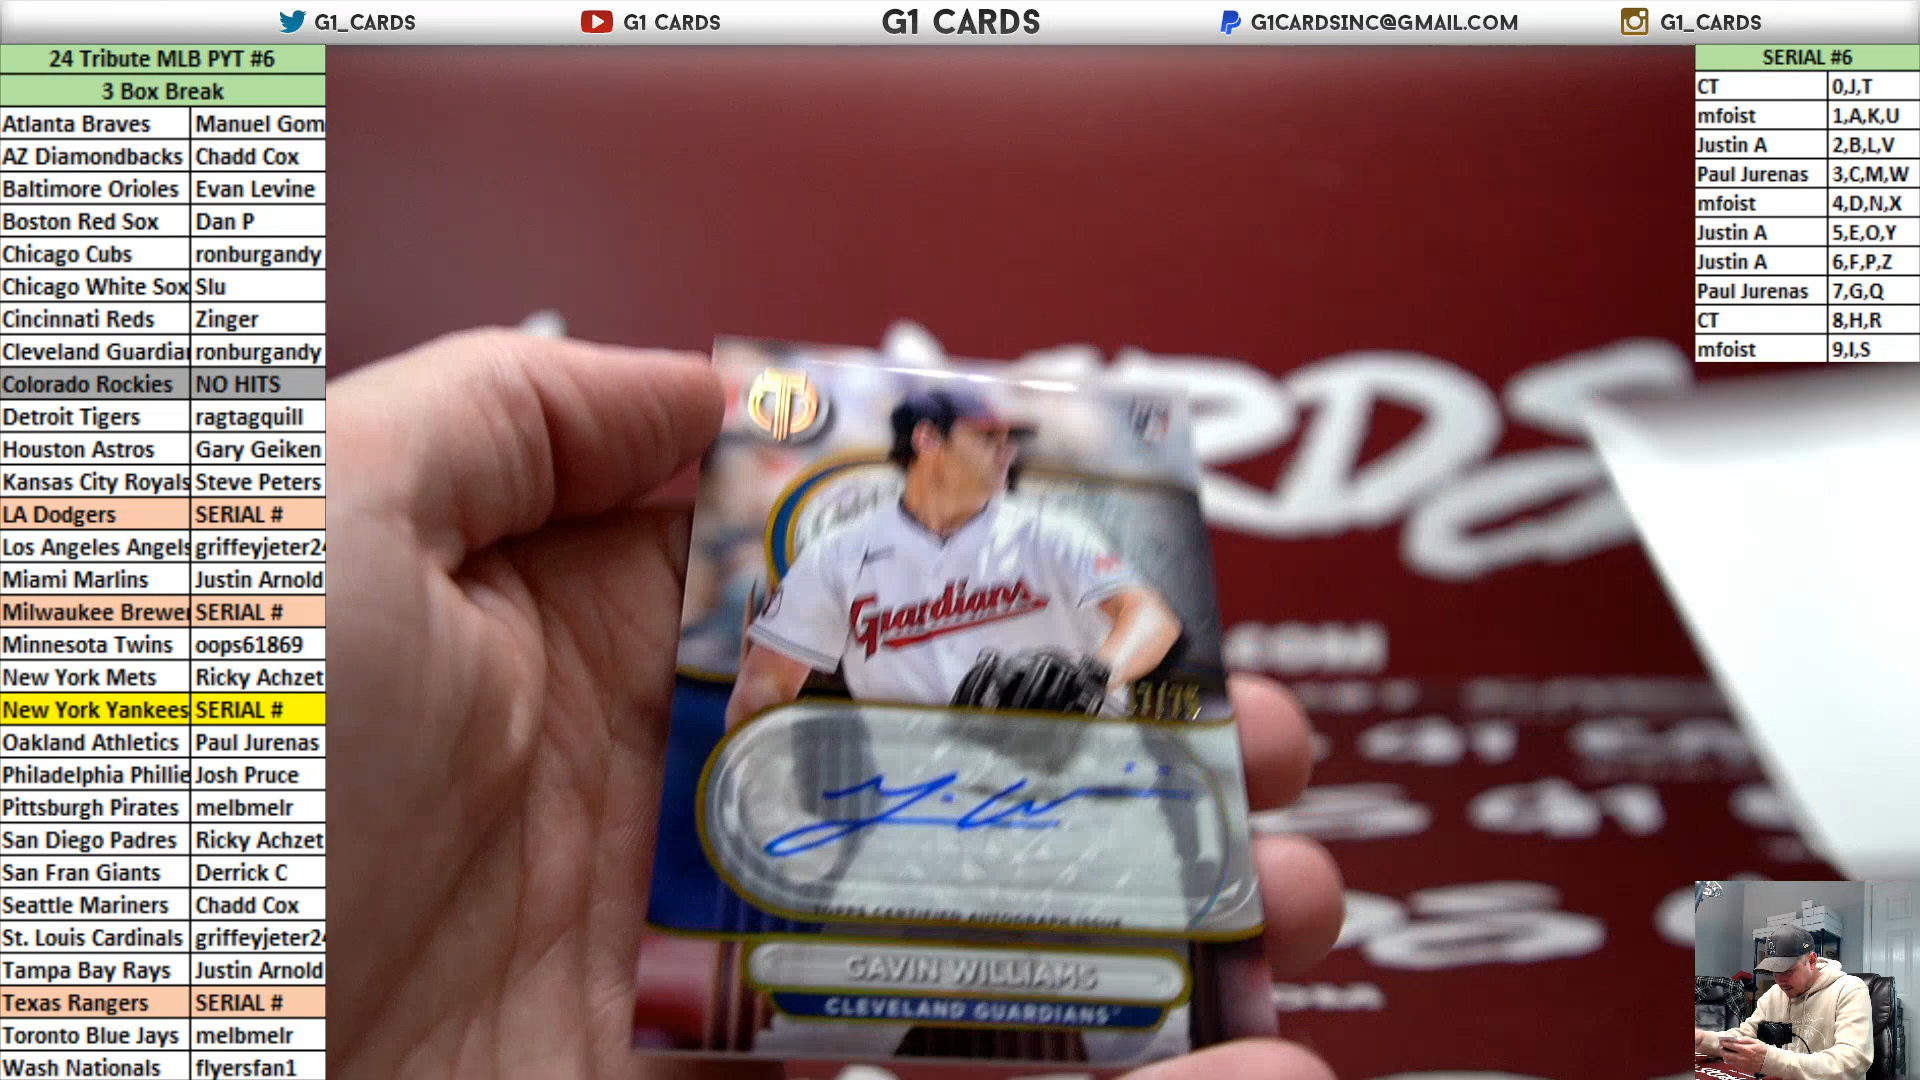 G1_CARDS G1 CARDS G1 CARDS G1CARDSINC@GMAIL.COM G1_CARDS
24 Tribute MLB PYT #6
3 Box Break
Atlanta Braves Manuel Gom
AZ Diamondbacks Chadd Cox
Baltimore Orioles Evan Levine
Boston Red Sox Dan P
Chicago Cubs ronburgandy
Chicago White Sox Slu
Cincinnati Reds Zinger
Cleveland Guardia ronburgandy
Colorado Rockies NO HITS
Detroit Tigers ragtagquill
Houston Astros Gary Geiken
Kansas City Royals Steve Peters
LA Dodgers SERIAL #
Los Angeles Angels griffeyjeter24
Miami Marlins Justin Arnold
Milwaukee Brewer SERIAL #
Minnesota Twins oops61869
New York Mets Ricky Achzet
New York Yankees SERIAL #
Oakland Athletics Paul Jurenas
Philadelphia Phillie Josh Pruce
Pittsburgh Pirates melbmelr
San Diego Padres Ricky Achzet
San Fran Giants Derrick C
Seattle Mariners Chadd Cox
St. Louis Cardinals griffeyjeter24
Tampa Bay Rays Justin Arnold
Texas Rangers SERIAL #
Toronto Blue Jays melbmelr
Wash Nationals flyersfan1
SERIAL #6
CT 0,J,T
mfoist 1,A,K,U
Justin A 2,B,L,V
Paul Jurenas 3,C,M,W
mfoist 4,D,N,X
Justin A 5,E,O,Y
Justin A 6,F,P,Z
Paul Jurenas 7,G,Q
CT 8,H,R
mfoist 9,I,S
Guardians
TOPPS CERTIFIED AUTOGRAPH ISSUE
GAVIN WILLIAMS
CLEVELAND GUARDIANS